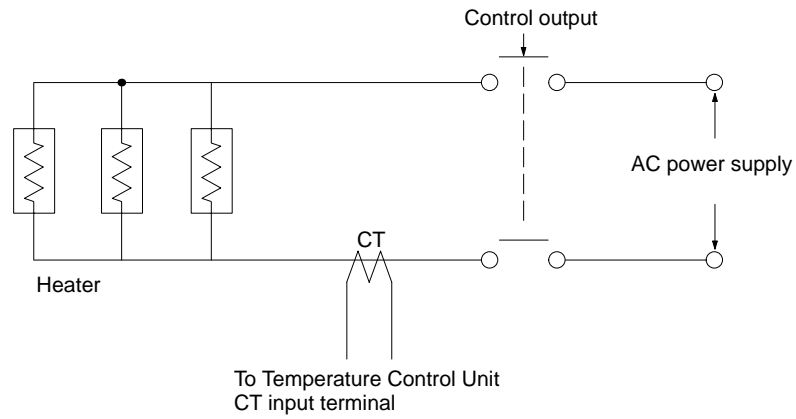 Control output
AC power supply
CT
Heater
To Temperature Control Unit
CT input terminal